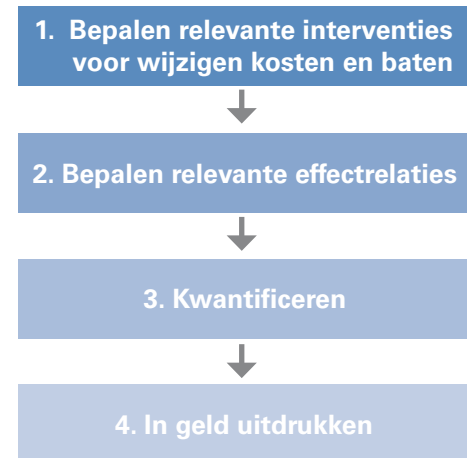 1. Bepalen relevante interventies
voor wijzigen kosten en baten
2. Bepalen relevante effectrelaties
3. Kwantificeren
4. In geld uitdrukken